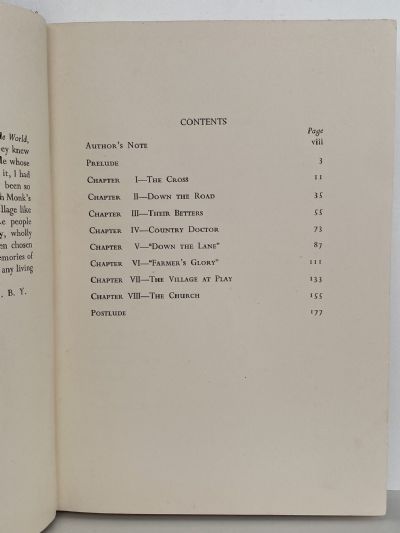 le World,
ey knew
le whose
it, I had
been so
h Monk's
llage like
e people
y, wholly
en chosen
emories of
any living
. B. Y.
CONTENTS
Page
Author's Note viii
Prelude 3
Chapter I—The Cross 11
Chapter II—Down the Road 35
Chapter III—Their Betters 55
Chapter IV—Country Doctor 73
Chapter V—"Down the Lane" 87
Chapter VI—"Farmer's Glory" 111
Chapter VII—The Village at Play 133
Chapter VIII—The Church 155
Postlude 177